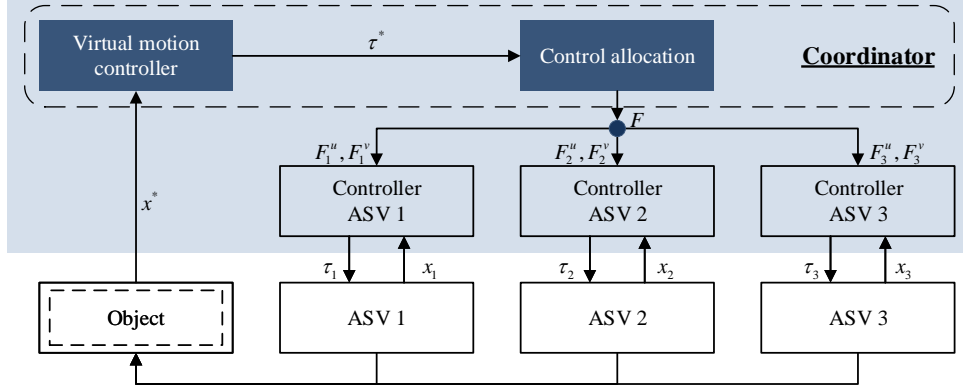 Virtual motion
controller
τ*
Control allocation
Coordinator
F
F₁ᵘ, F₁ᵛ
F₂ᵘ, F₂ᵛ
F₃ᵘ, F₃ᵛ
Controller
ASV 1
Controller
ASV 2
Controller
ASV 3
x*
τ₁
x₁
τ₂
x₂
τ₃
x₃
Object
ASV 1
ASV 2
ASV 3